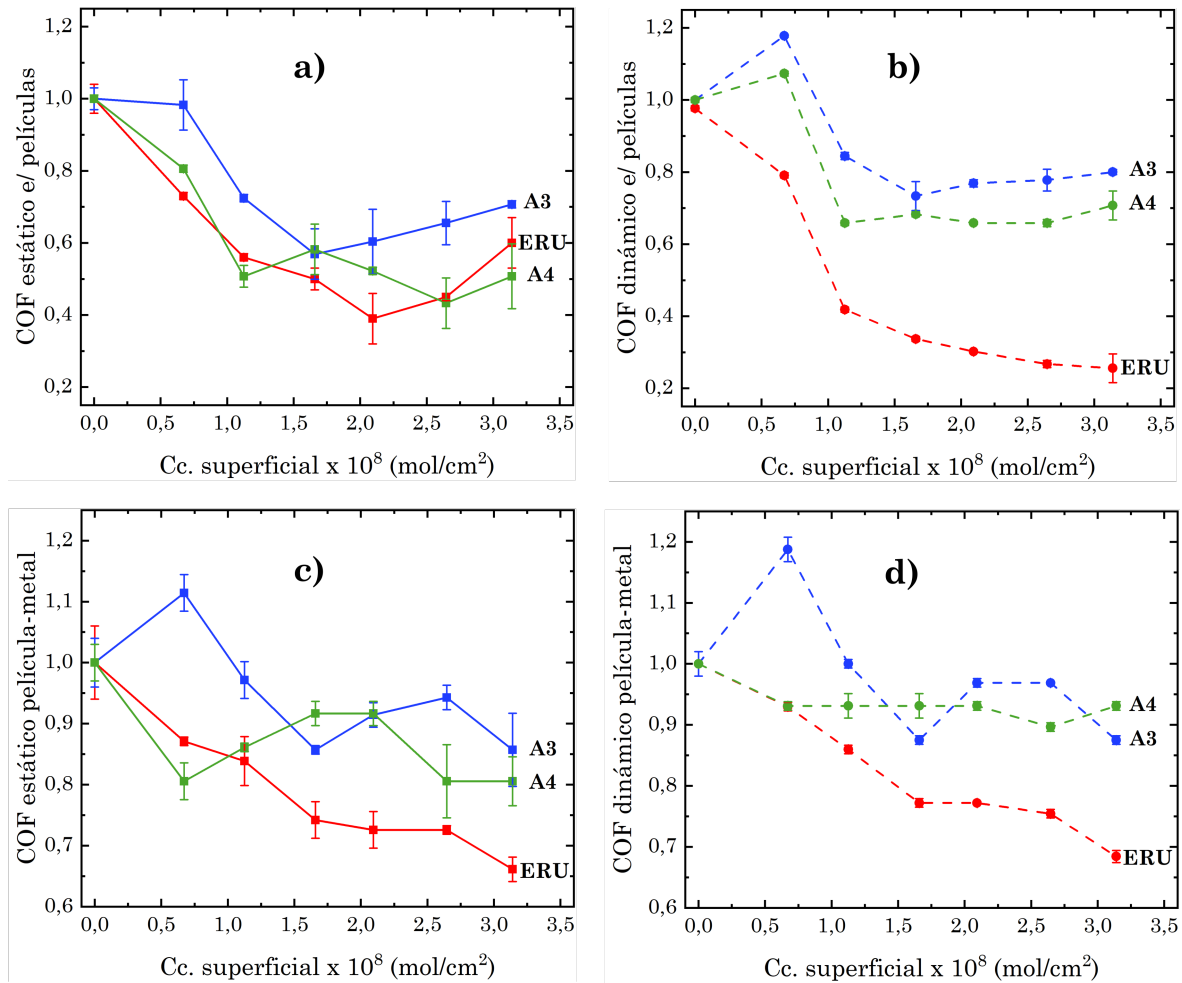 a)
COF estático e/ películas
1,2
1,0
0,8
0,6
0,4
0,2
A3
ERU
A4
0,0 0,5 1,0 1,5 2,0 2,5 3,0 3,5
Cc. superficial x 10⁸ (mol/cm²)
b)
COF dinámico e/ películas
1,2
1,0
0,8
0,6
0,4
0,2
A3
A4
ERU
0,0 0,5 1,0 1,5 2,0 2,5 3,0 3,5
Cc. superficial x 10⁸ (mol/cm²)
c)
COF estático película-metal
1,2
1,1
1,0
0,9
0,8
0,7
0,6
A3
A4
ERU
0,0 0,5 1,0 1,5 2,0 2,5 3,0 3,5
Cc. superficial x 10⁸ (mol/cm²)
d)
COF dinámico película-metal
1,2
1,1
1,0
0,9
0,8
0,7
0,6
A4
A3
ERU
0,0 0,5 1,0 1,5 2,0 2,5 3,0 3,5
Cc. superficial x 10⁸ (mol/cm²)